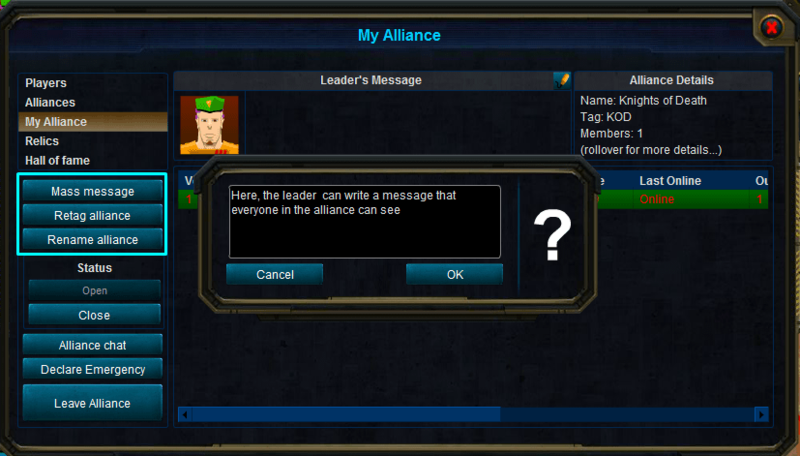 My Alliance
Players
Alliances
My Alliance
Relics
Hall of fame
Mass message
Retag alliance
Rename alliance
Status
Open
Close
Alliance chat
Declare Emergency
Leave Alliance
Leader's Message
Alliance Details
Name: Knights of Death
Tag: KOD
Members: 1
(rollover for more details...)
Last Online
Online
1
1
Here, the leader  can write a message that
everyone in the alliance can see
Cancel
OK
?